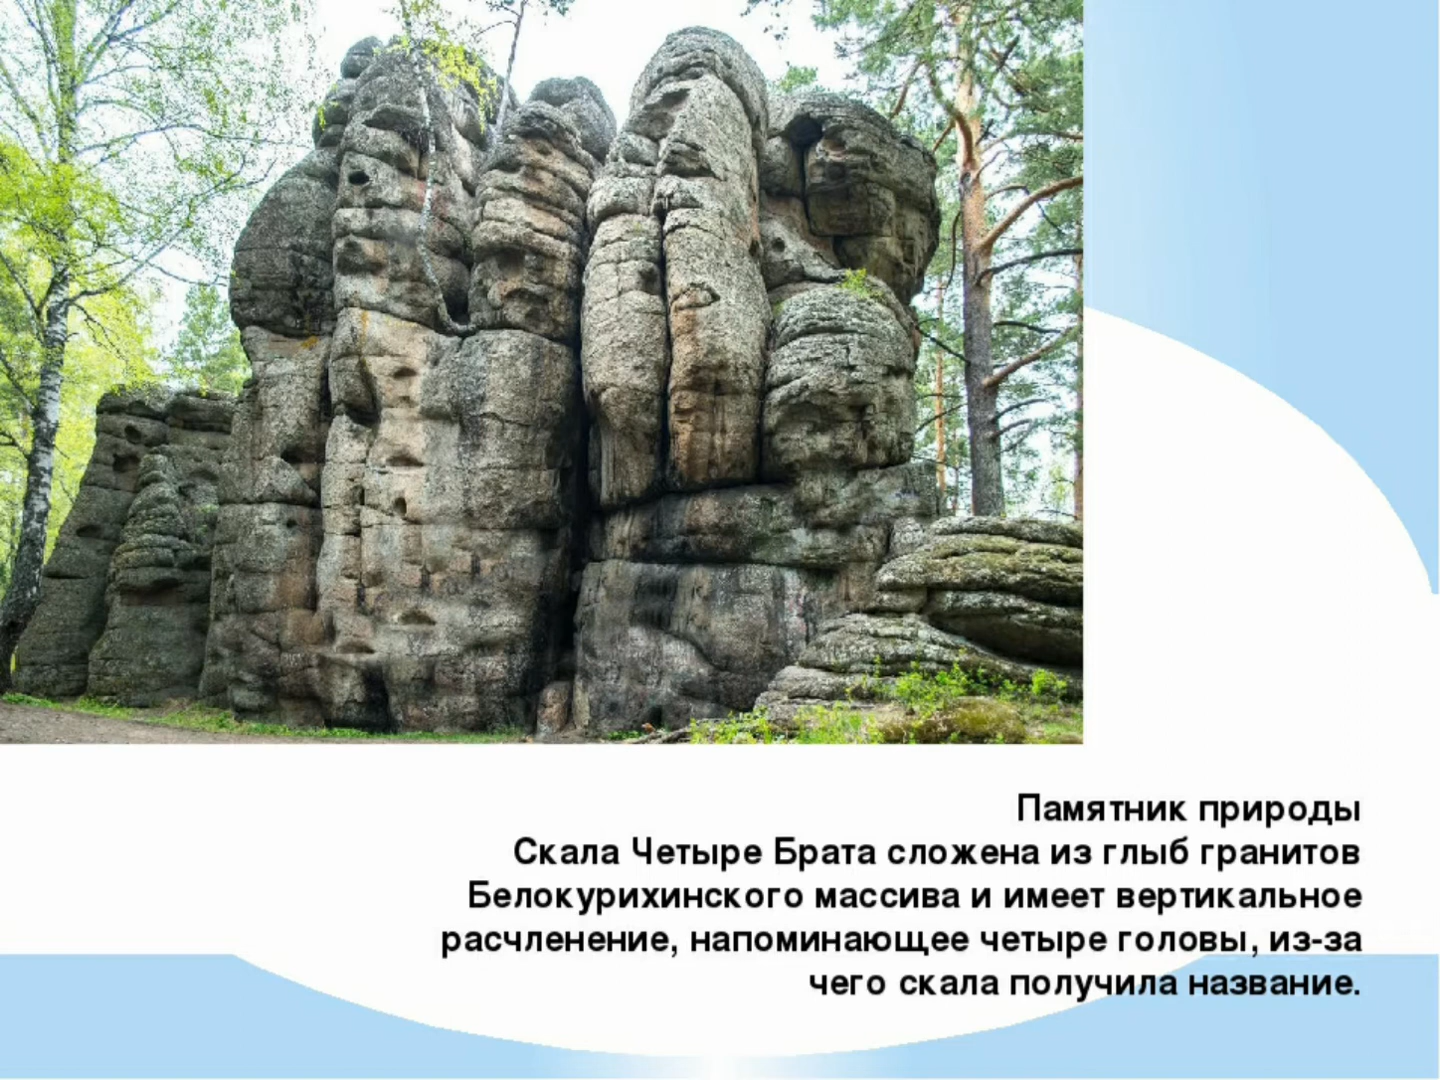 Памятник природы
Скала Четыре Брата сложена из глыб гранитов
Белокурихинского массива и имеет вертикальное
расчленение, напоминающее четыре головы, из-за
чего скала получила название.